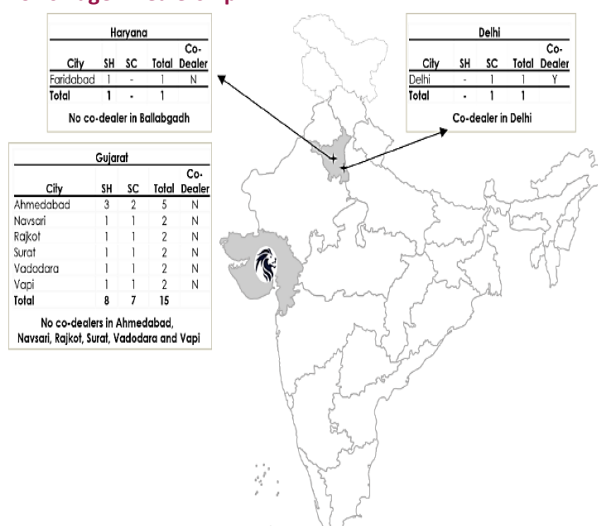 Haryana
City SH SC Total Co-Dealer
Faridabad 1 - 1 N
Total 1 - 1
No co-dealer in Ballabgadh
Delhi
City SH SC Total Co-Dealer
Delhi - 1 1 Y
Total - 1 1
Co-dealer in Delhi
Gujarat
City SH SC Total Co-Dealer
Ahmedabad 3 2 5 N
Navsari 1 1 2 N
Rajkot 1 1 2 N
Surat 1 1 2 N
Vadodara 1 1 2 N
Vapi 1 1 2 N
Total 8 7 15
No co-dealers in Ahmedabad,
Navsari, Rajkot, Surat, Vadodara and Vapi